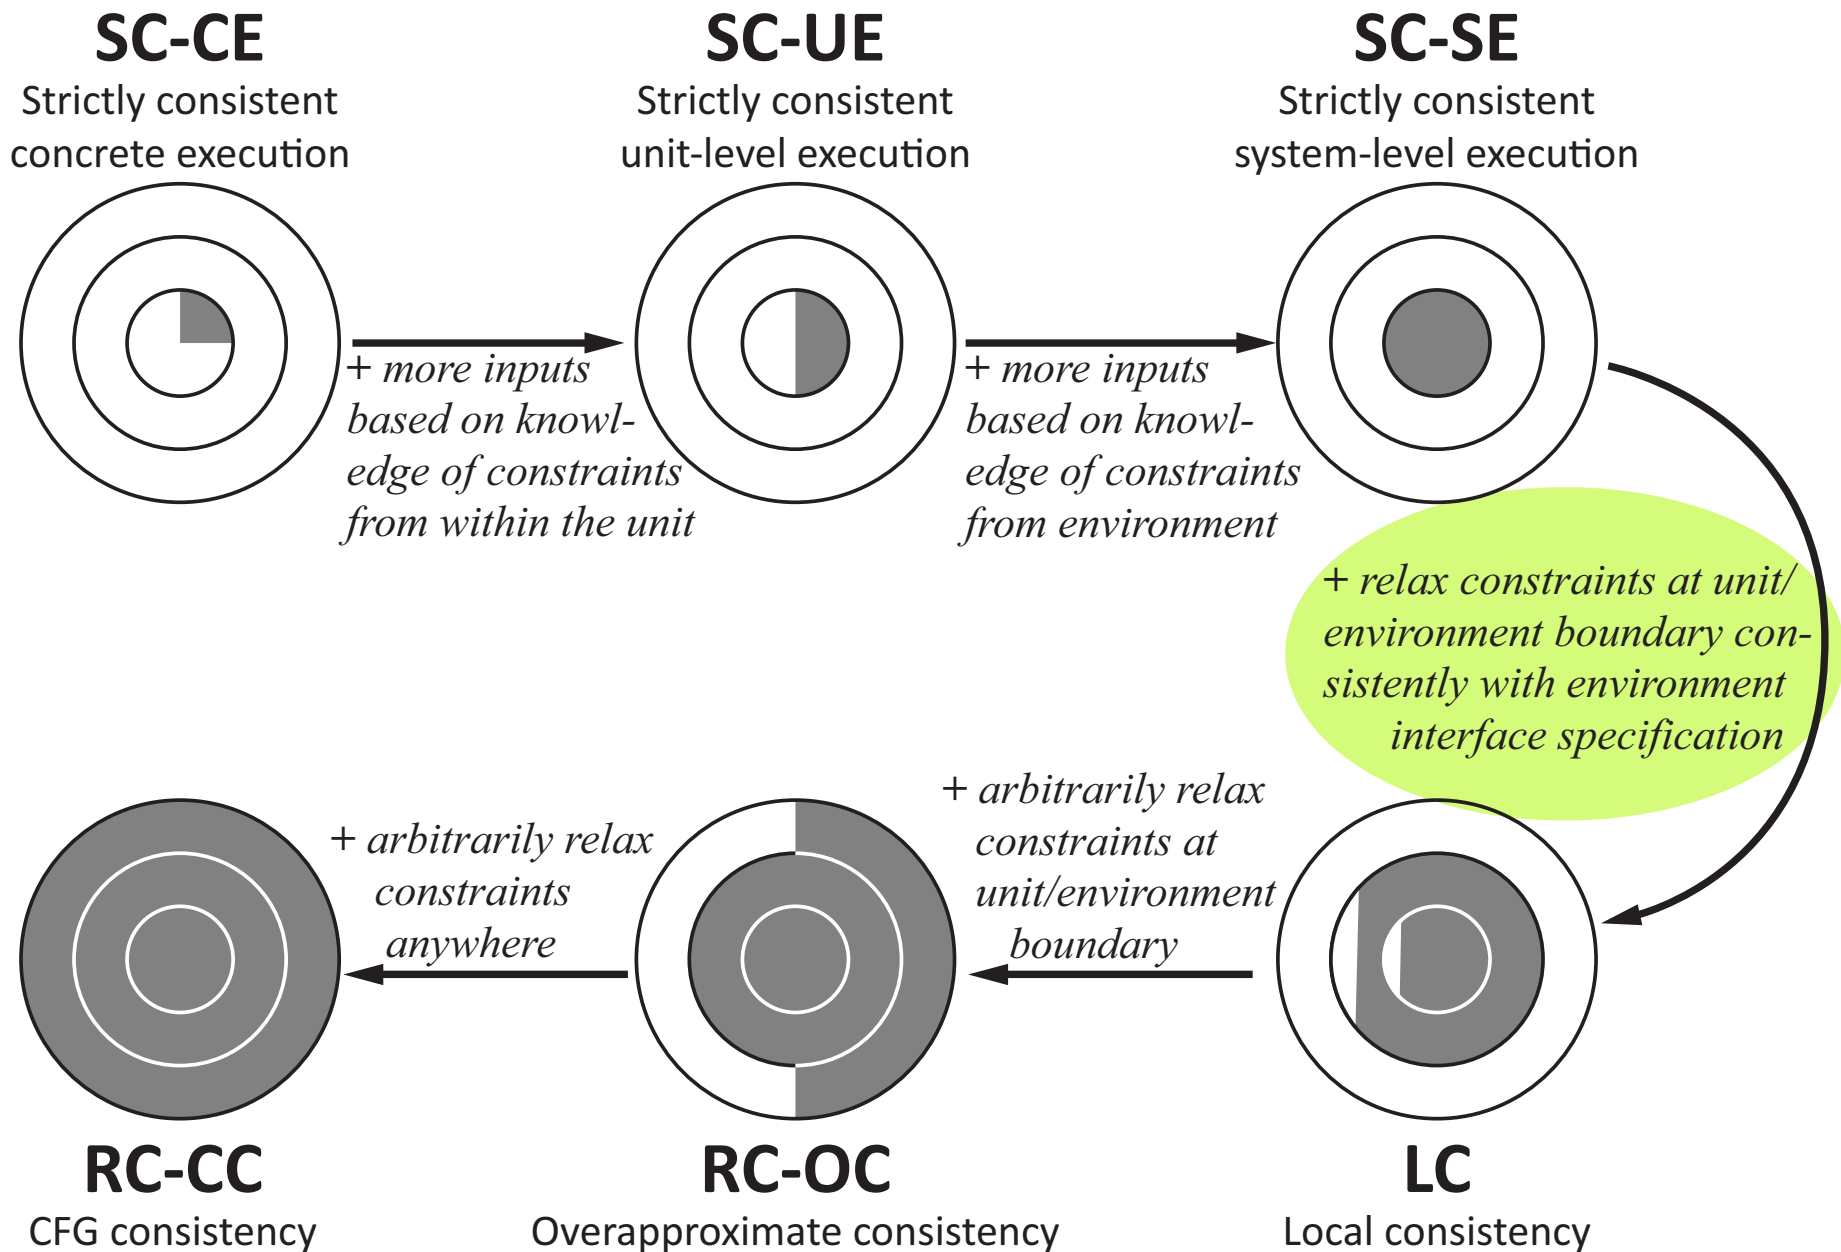 SC-CE
Strictly consistent
concrete execution
SC-UE
Strictly consistent
unit-level execution
SC-SE
Strictly consistent
system-level execution
+ more inputs
based on knowl-
edge of constraints
from within the unit
+ more inputs
based on knowl-
edge of constraints
from environment
+ relax constraints at unit/
environment boundary con-
sistently with environment
interface specification
+ arbitrarily relax
constraints at
unit/environment
boundary
+ arbitrarily relax
constraints
anywhere
RC-CC
CFG consistency
RC-OC
Overapproximate consistency
LC
Local consistency